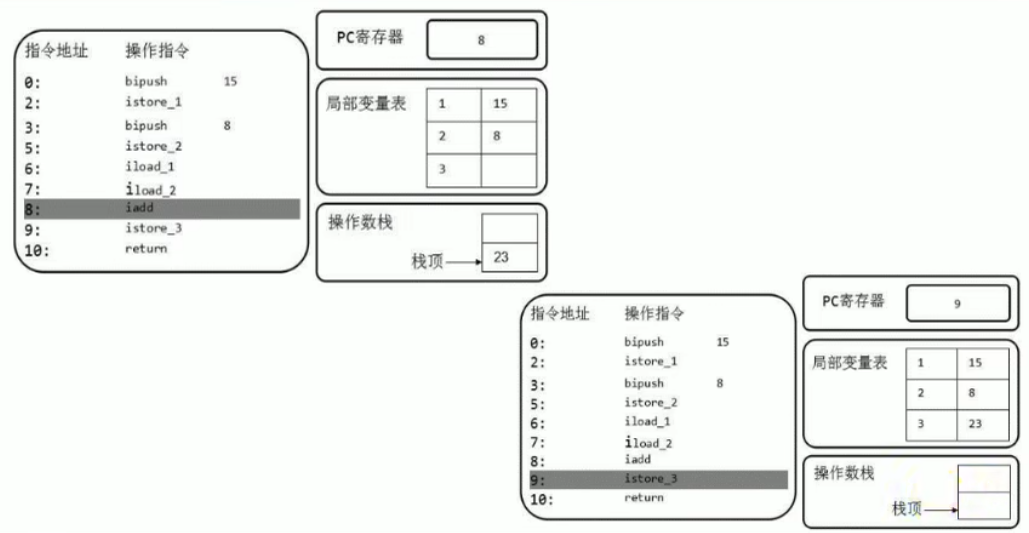 指令地址 操作指令
0: bipush 15
2: istore_1
3: bipush 8
5: istore_2
6: iload_1
7: iload_2
8: iadd
9: istore_3
10: return
PC寄存器 8
局部变量表
1 15
2 8
3
操作数栈
栈顶 23
指令地址 操作指令
0: bipush 15
2: istore_1
3: bipush 8
5: istore_2
6: iload_1
7: iload_2
8: iadd
9: istore_3
10: return
PC寄存器 9
局部变量表
1 15
2 8
3 23
操作数栈
栈顶